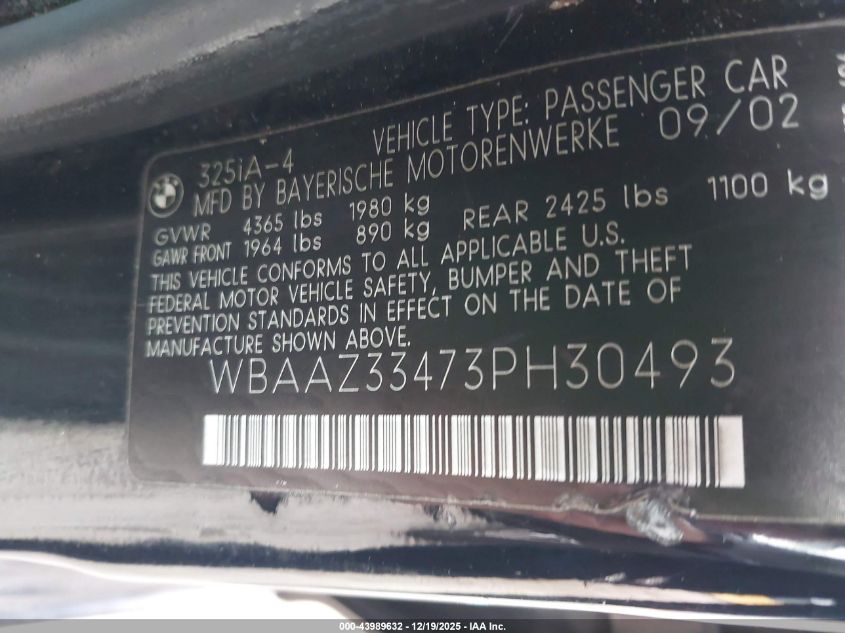 325iA-4 VEHICLE TYPE: PASSENGER CAR
MFD BY BAYERISCHE MOTORENWERKE 09/02
GVWR 4365 lbs 1980 kg
GAWR FRONT 1964 lbs 890 kg REAR 2425 lbs 1100 kg
THIS VEHICLE CONFORMS TO ALL APPLICABLE U.S.
FEDERAL MOTOR VEHICLE SAFETY, BUMPER AND THEFT
PREVENTION STANDARDS IN EFFECT ON THE DATE OF
MANUFACTURE SHOWN ABOVE.
WBAAZ33473PH30493
000-43989632 - 12/19/2025 - IAA Inc.